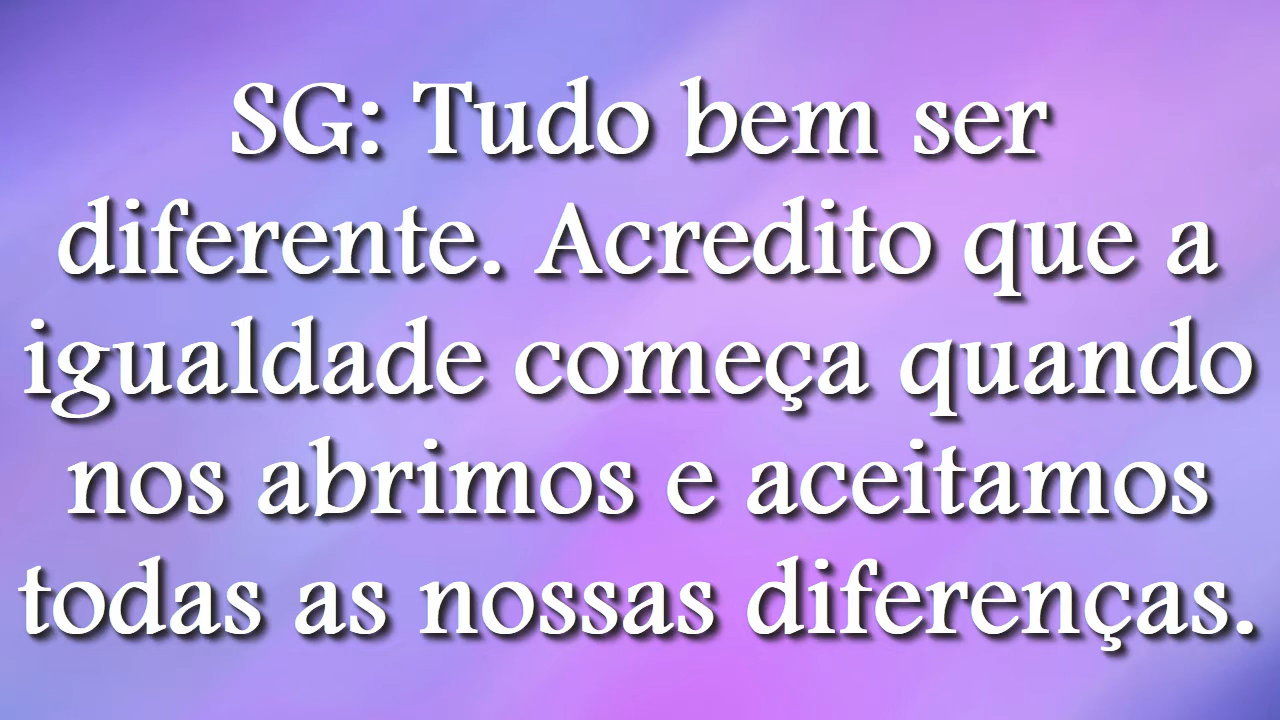 SG: Tudo bem ser
diferente. Acredito que a
igualdade começa quando
nos abrimos e aceitamos
todas as nossas diferenças.